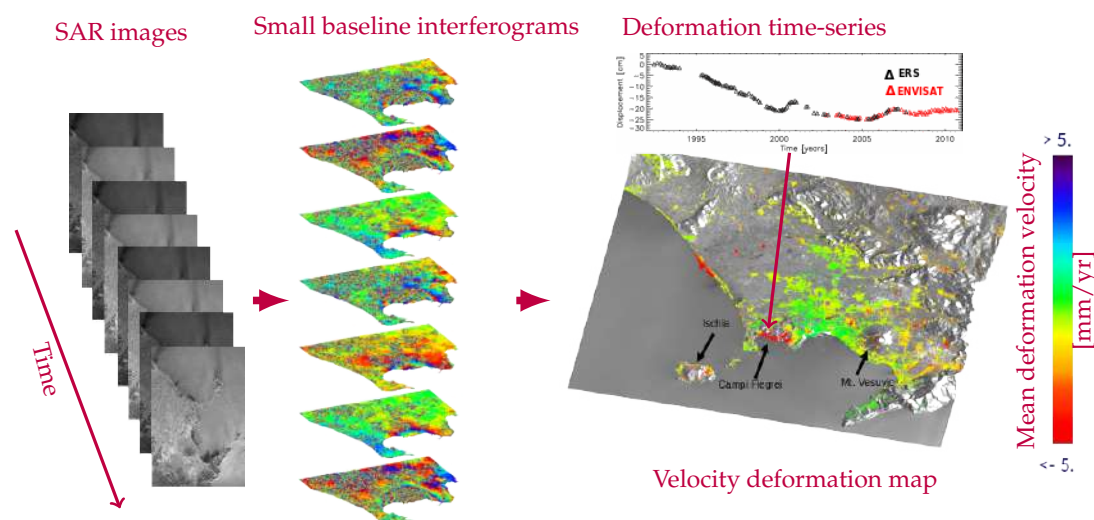 SAR images
Small baseline interferograms
Deformation time-series
Time
Displacement [cm]
5
0
-5
-10
-15
-20
-25
-30
Δ ERS
Δ ENVISAT
1995
2000
2005
2010
Time [years]
Ischia
Campi Flegrei
Mt. Vesuvio
Velocity deformation map
> 5.
Mean deformation velocity
[mm/yr]
<- 5.